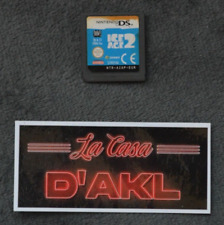 NINTENDO DS
ICE
AGE 2
La Casa
D'AKL